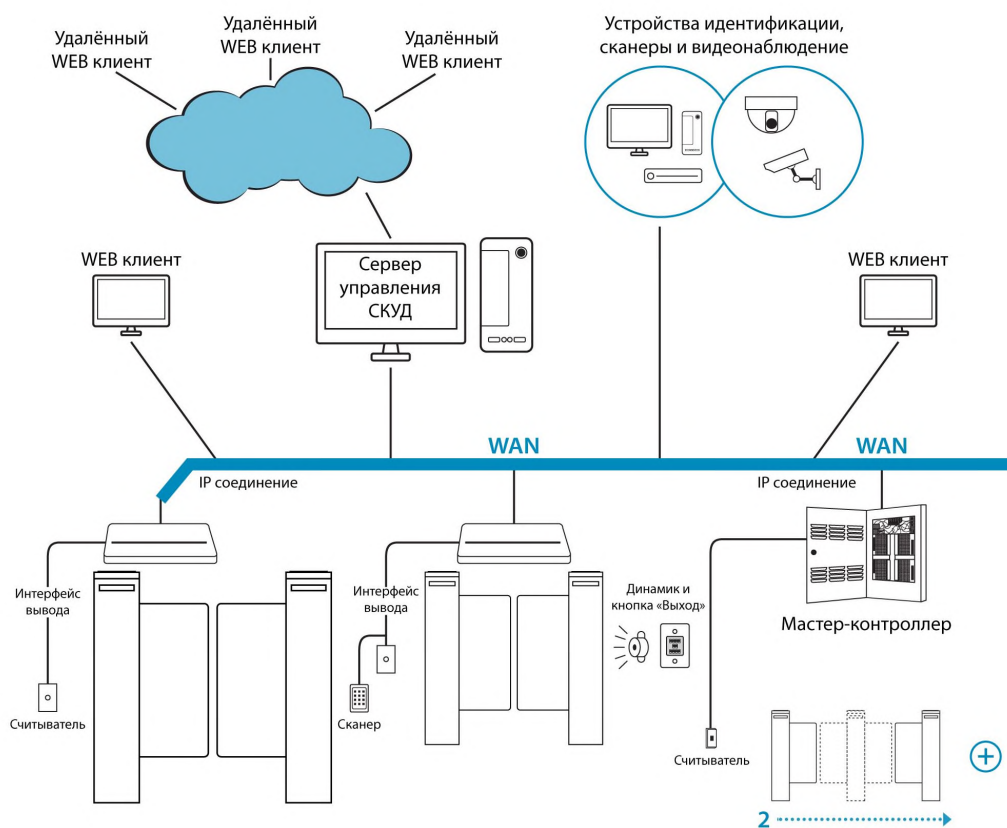 Удалённый
WEB клиент
Удалённый
WEB клиент
Удалённый
WEB клиент
Устройства идентификации,
сканеры и видеонаблюдение
WEB клиент
Сервер
управления
СКУД
WEB клиент
WAN
WAN
IP соединение
IP соединение
Интерфейс
вывода
Интерфейс
вывода
Динамик и
кнопка «Выход»
Мастер-контроллер
Считыватель
Сканер
Считыватель
2